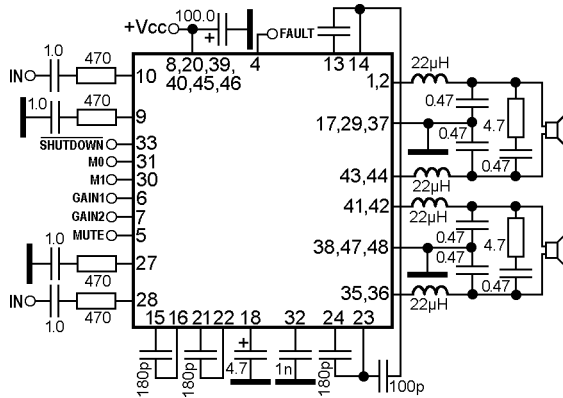 +Vcc
100.0
+
FAULT
1.0
470
IN
10
8,20,39,
40,45,46
4
13
14
22µH
1,2
0.47
1.0
470
9
17,29,37
0.47
4.7
0.47
SHUTDOWN
33
M0
31
M1
30
43,44
22µH
GAIN1
6
41,42
22µH
GAIN2
7
0.47
MUTE
5
38,47,48
4.7
0.47
0.47
1.0
470
27
IN
1.0
470
28
35,36
22µH
15
16
21
22
18
32
24
23
180p
180p
+
4.7
1n
180p
100p